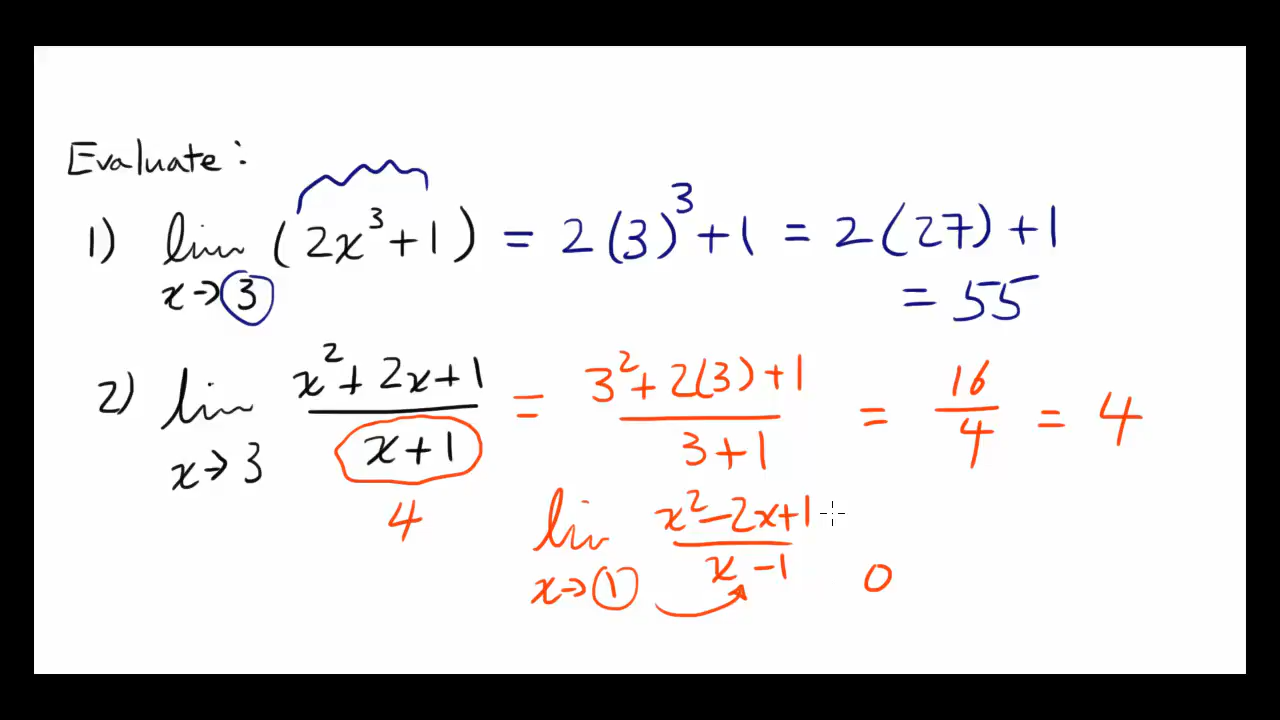 Evaluate:
1) lim x→3 (2x³+1) = 2(3)³+1 = 2(27)+1
= 55
2) lim x→3 (x²+2x+1)/(x+1) = (3²+2(3)+1)/(3+1) = 16/4 = 4
4
lim x→1 (x²-2x+1)/(x-1) 0